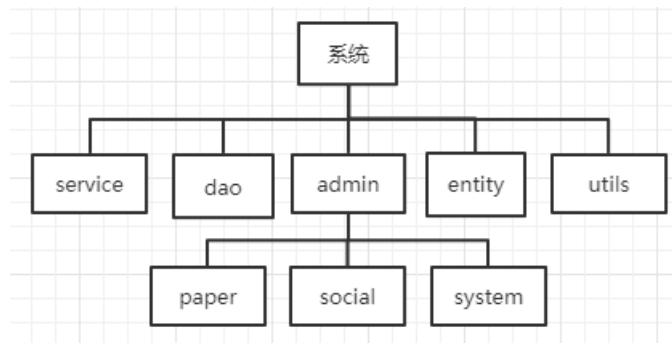 系统
service
dao
admin
entity
utils
paper
social
system